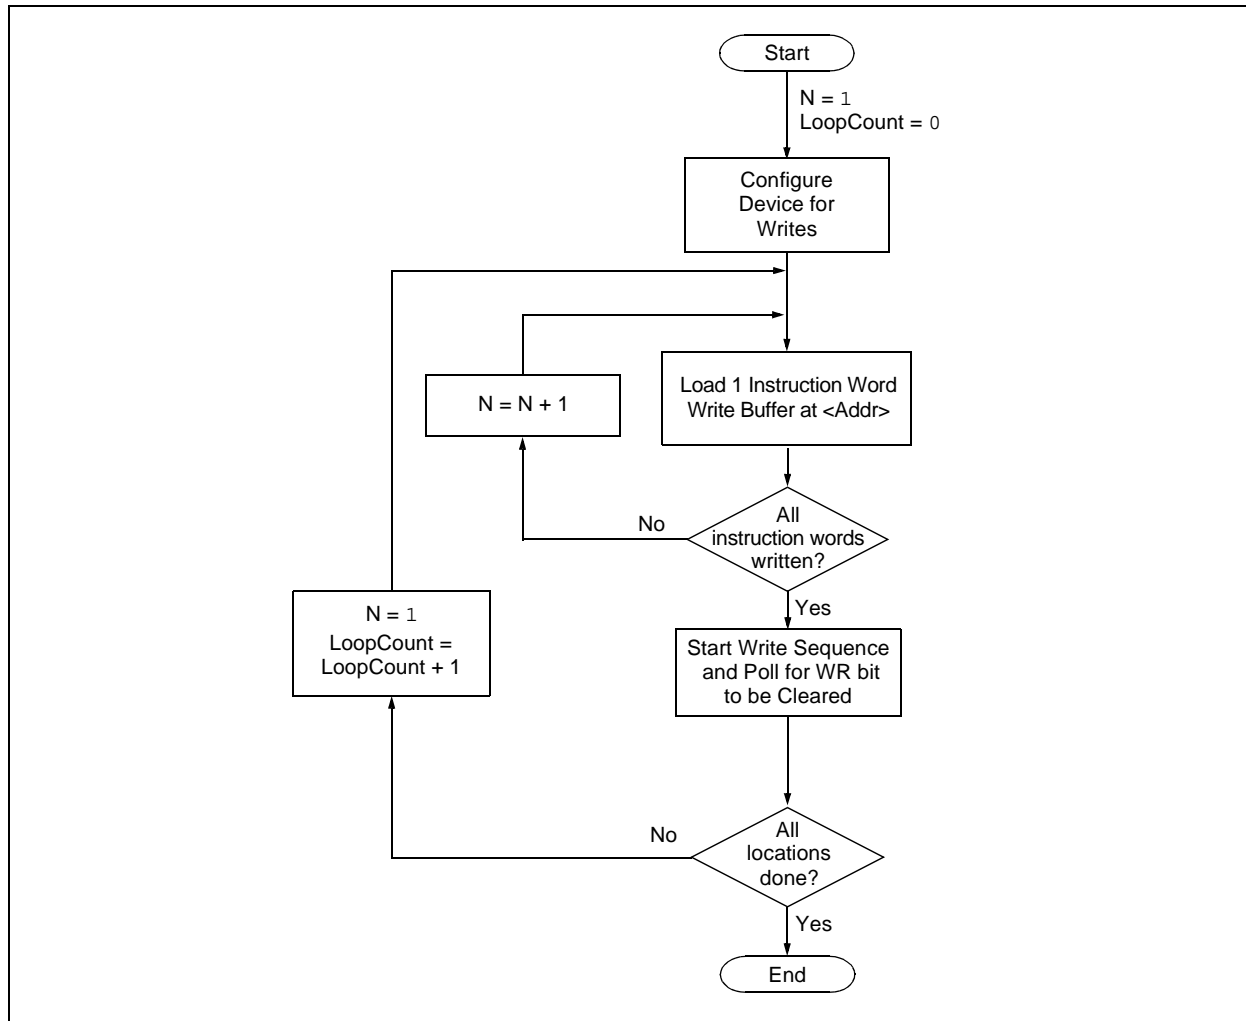 Start
N = 1
LoopCount = 0
Configure
Device for
Writes
Load 1 Instruction Word
Write Buffer at <Addr>
N = N + 1
All
instruction words
written?
No
Yes
N = 1
LoopCount =
LoopCount + 1
Start Write Sequence
and Poll for WR bit
to be Cleared
All
locations
done?
No
Yes
End